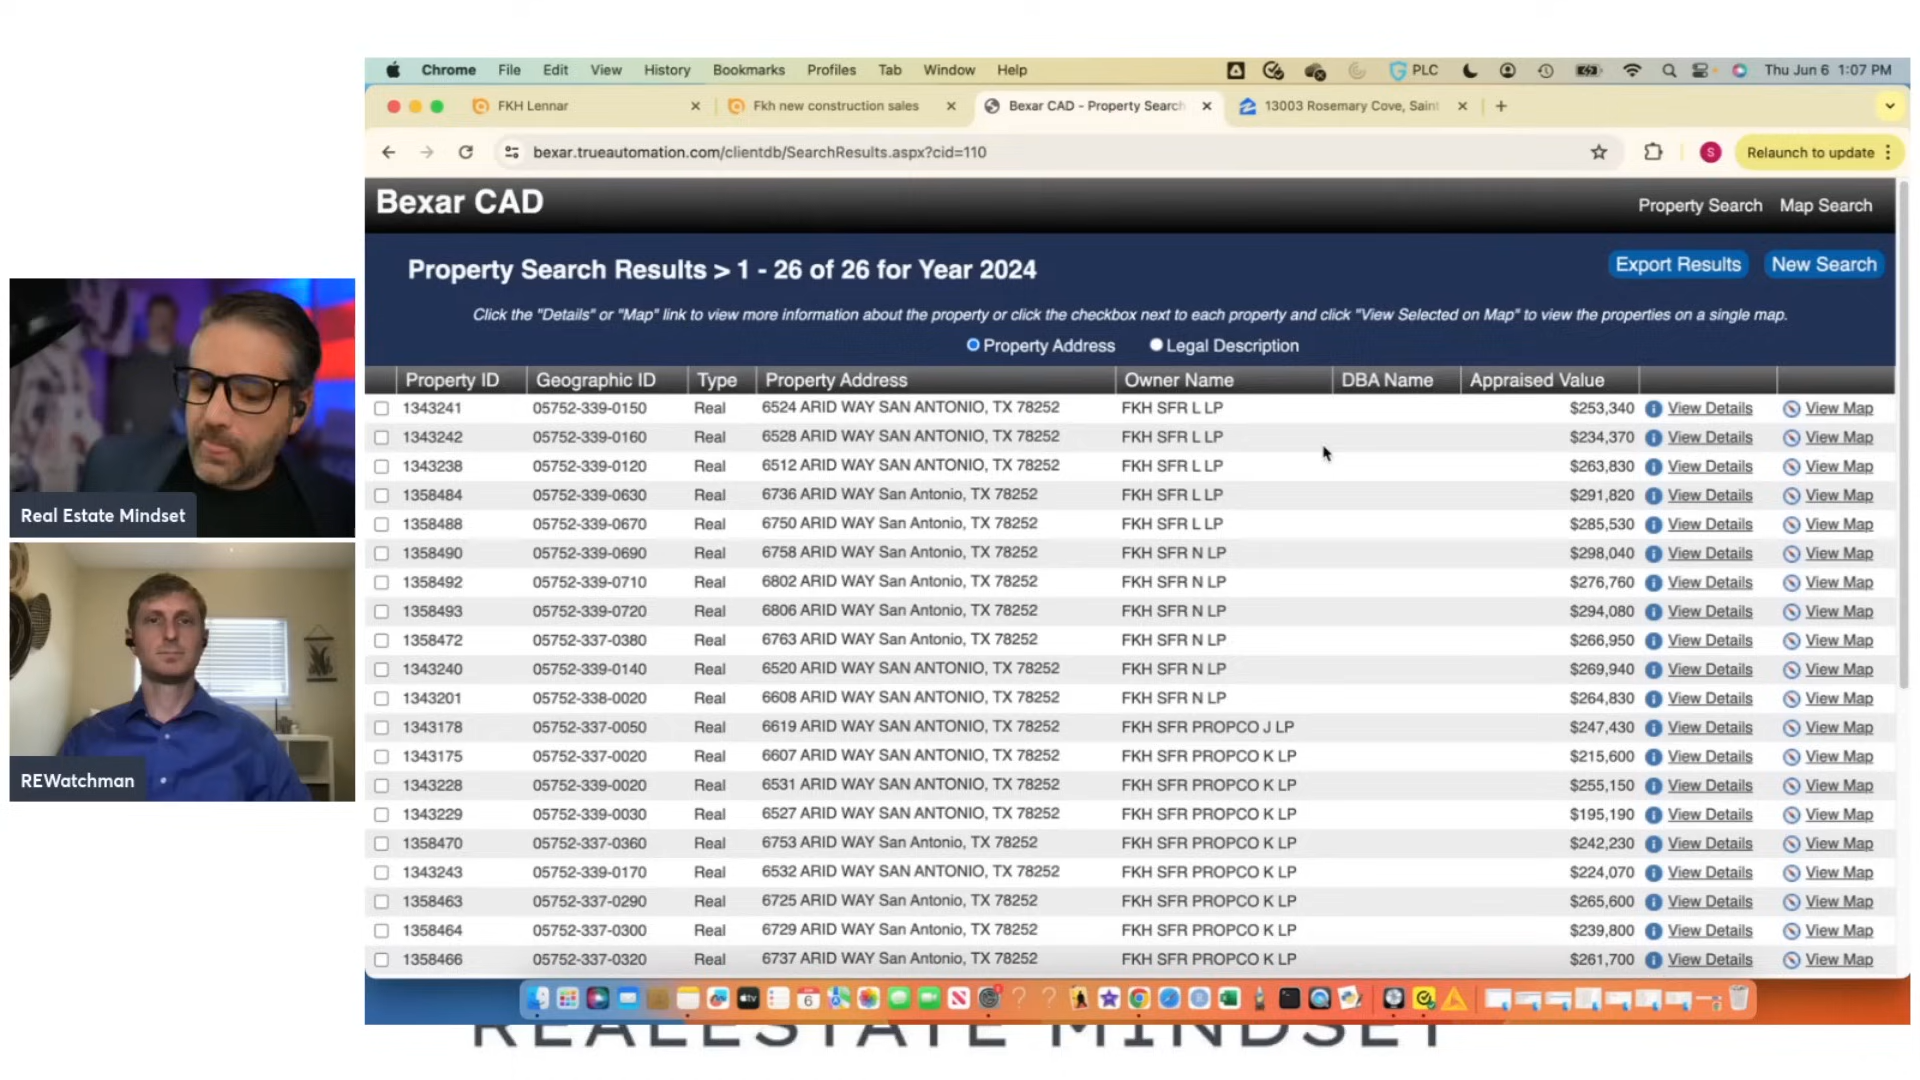 Chrome File Edit View History Bookmarks Profiles Tab Window Help PLC Thu Jun 6 1:07 PM
FKH Lennar Fkh new construction sales Bexar CAD - Property Search 13003 Rosemary Cove, Saint
bexar.trueautomation.com/clientdb/SearchResults.aspx?cid=110 S Relaunch to update
Bexar CAD Property Search Map Search
Property Search Results > 1 - 26 of 26 for Year 2024 Export Results New Search
Click the "Details" or "Map" link to view more information about the property or click the checkbox next to each property and click "View Selected on Map" to view the properties on a single map.
Property Address Legal Description
Property ID Geographic ID Type Property Address Owner Name DBA Name Appraised Value
1343241 05752-339-0150 Real 6524 ARID WAY SAN ANTONIO, TX 78252 FKH SFR L LP $253,340 View Details View Map
1343242 05752-339-0160 Real 6528 ARID WAY SAN ANTONIO, TX 78252 FKH SFR L LP $234,370 View Details View Map
1343238 05752-339-0120 Real 6512 ARID WAY SAN ANTONIO, TX 78252 FKH SFR L LP $263,830 View Details View Map
1358484 05752-339-0630 Real 6736 ARID WAY San Antonio, TX 78252 FKH SFR L LP $291,820 View Details View Map
1358488 05752-339-0670 Real 6750 ARID WAY San Antonio, TX 78252 FKH SFR L LP $285,530 View Details View Map
1358490 05752-339-0690 Real 6758 ARID WAY San Antonio, TX 78252 FKH SFR N LP $298,040 View Details View Map
1358492 05752-339-0710 Real 6802 ARID WAY San Antonio, TX 78252 FKH SFR N LP $276,760 View Details View Map
1358493 05752-339-0720 Real 6806 ARID WAY San Antonio, TX 78252 FKH SFR N LP $294,080 View Details View Map
1358472 05752-337-0380 Real 6763 ARID WAY San Antonio, TX 78252 FKH SFR N LP $266,950 View Details View Map
1343240 05752-339-0140 Real 6520 ARID WAY SAN ANTONIO, TX 78252 FKH SFR N LP $269,940 View Details View Map
1343201 05752-338-0020 Real 6608 ARID WAY SAN ANTONIO, TX 78252 FKH SFR N LP $264,830 View Details View Map
1343178 05752-337-0050 Real 6619 ARID WAY SAN ANTONIO, TX 78252 FKH SFR PROPCO J LP $247,430 View Details View Map
1343175 05752-337-0020 Real 6607 ARID WAY SAN ANTONIO, TX 78252 FKH SFR PROPCO K LP $215,600 View Details View Map
1343228 05752-339-0020 Real 6531 ARID WAY SAN ANTONIO, TX 78252 FKH SFR PROPCO K LP $255,150 View Details View Map
1343229 05752-339-0030 Real 6527 ARID WAY SAN ANTONIO, TX 78252 FKH SFR PROPCO K LP $195,190 View Details View Map
1358470 05752-337-0360 Real 6753 ARID WAY San Antonio, TX 78252 FKH SFR PROPCO K LP $242,230 View Details View Map
1343243 05752-339-0170 Real 6532 ARID WAY SAN ANTONIO, TX 78252 FKH SFR PROPCO K LP $224,070 View Details View Map
1358463 05752-337-0290 Real 6725 ARID WAY San Antonio, TX 78252 FKH SFR PROPCO K LP $265,600 View Details View Map
1358464 05752-337-0300 Real 6729 ARID WAY San Antonio, TX 78252 FKH SFR PROPCO K LP $239,800 View Details View Map
1358466 05752-337-0320 Real 6737 ARID WAY San Antonio, TX 78252 FKH SFR PROPCO K LP $261,700 View Details View Map
Real Estate Mindset
REWatchman
REALESTATE MINDSET